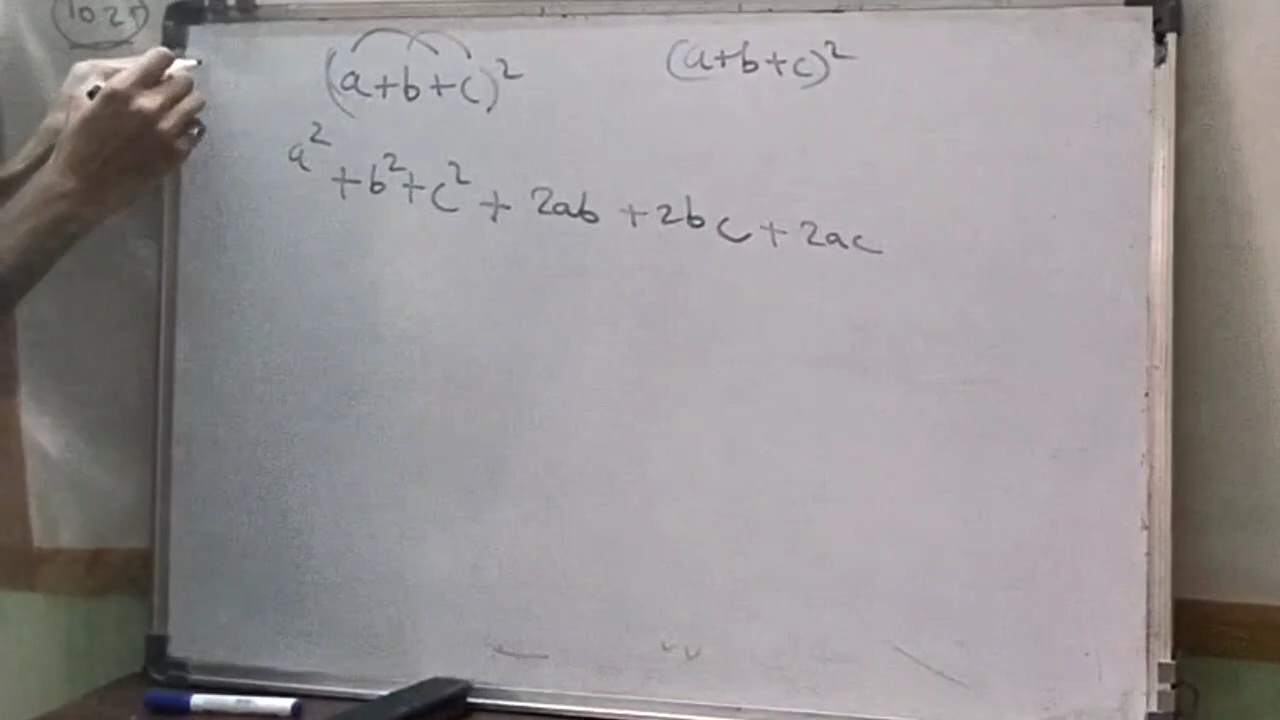 (a+b+c)² (a+b+c)²
a² + b² + c² + 2ab + 2bc + 2ac